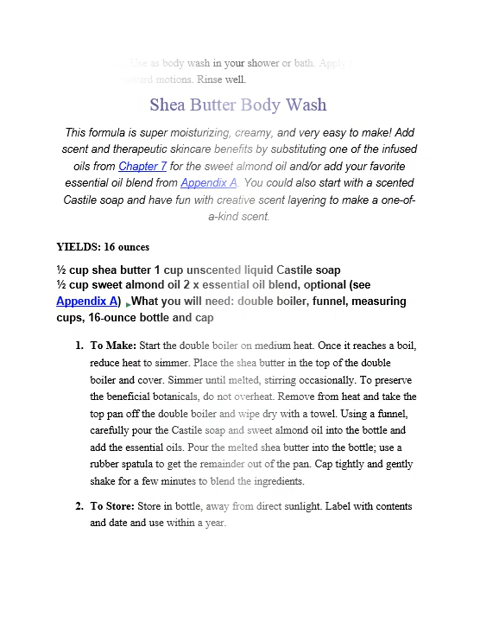 Use as body wash in your shower or bath. Apply
motions. Rinse well.
Shea Butter Body Wash
This formula is super moisturizing, creamy, and very easy to make! Add
scent and therapeutic skincare benefits by substituting one of the infused
oils from Chapter 7 for the sweet almond oil and/or add your favorite
essential oil blend from Appendix A. You could also start with a scented
Castile soap and have fun with creative scent layering to make a one-of-
a-kind scent.
YIELDS: 16 ounces
½ cup shea butter 1 cup unscented liquid Castile soap
½ cup sweet almond oil 2 x essential oil blend, optional (see
Appendix A) What you will need: double boiler, funnel, measuring
cups, 16-ounce bottle and cap
1. To Make: Start the double boiler on medium heat. Once it reaches a boil,
reduce heat to simmer. Place the shea butter in the top of the double
boiler and cover. Simmer until melted, stirring occasionally. To preserve
the beneficial botanicals, do not overheat. Remove from heat and take the
top pan off the double boiler and wipe dry with a towel. Using a funnel,
carefully pour the Castile soap and sweet almond oil into the bottle and
add the essential oils. Pour the melted shea butter into the bottle; use a
rubber spatula to get the remainder out of the pan. Cap tightly and gently
shake for a few minutes to blend the ingredients.
2. To Store: Store in bottle, away from direct sunlight. Label with contents
and date and use within a year.